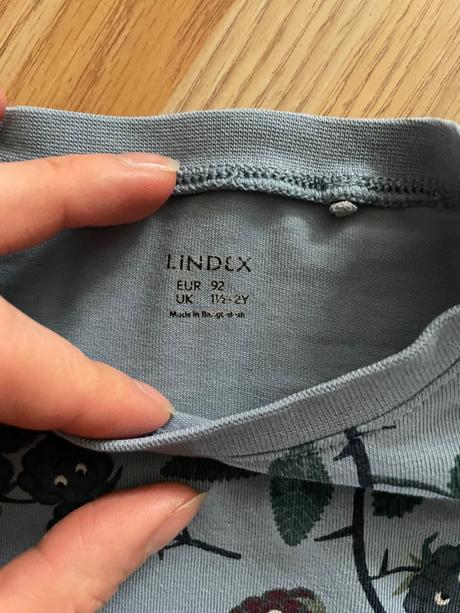 LINDEX
EUR 92
UK 1½-2Y
Made in Bangladesh